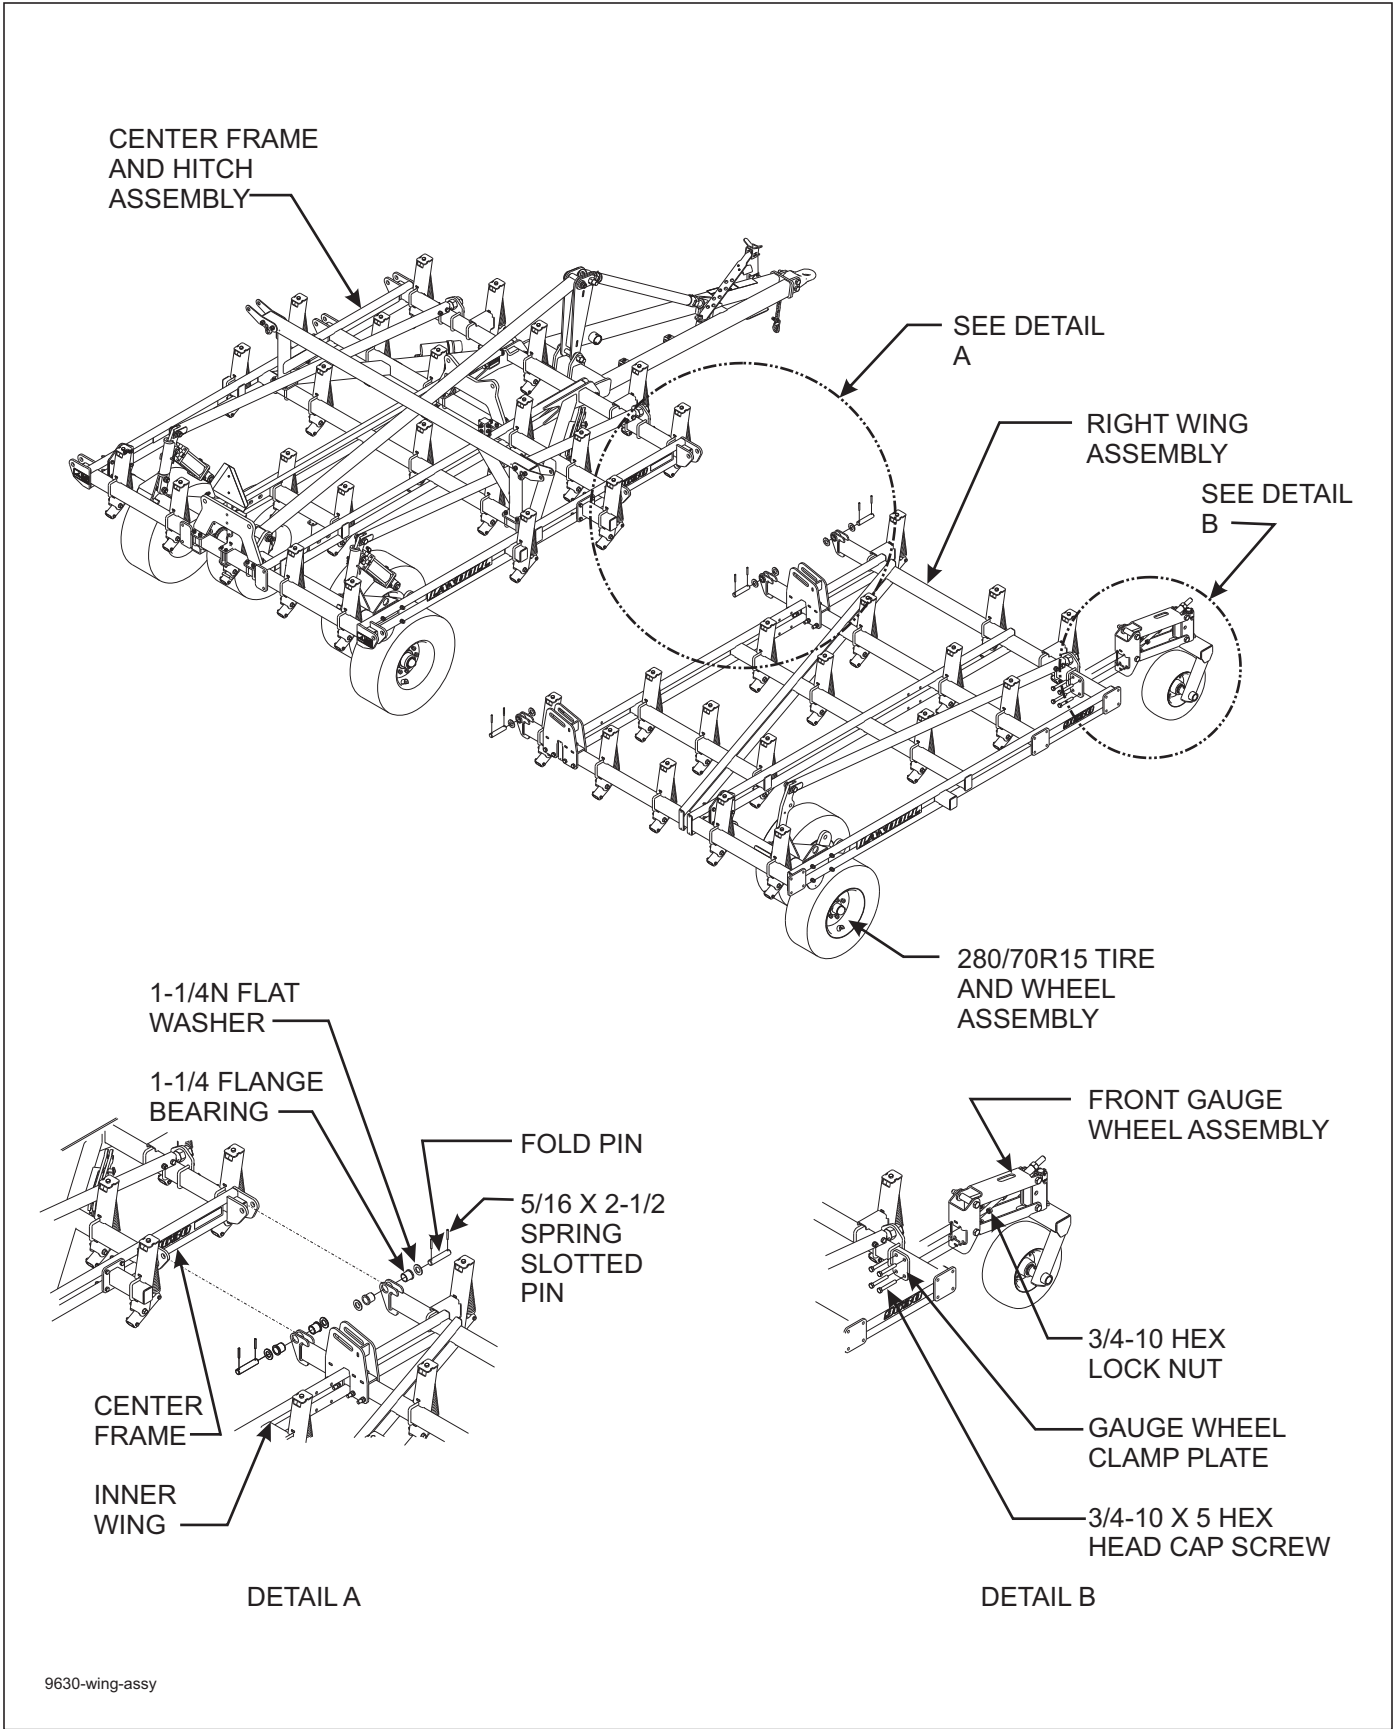 CENTER FRAME
AND HITCH
ASSEMBLY
SEE DETAIL
A
RIGHT WING
ASSEMBLY
SEE DETAIL
B
280/70R15 TIRE
AND WHEEL
ASSEMBLY
1-1/4N FLAT
WASHER
1-1/4 FLANGE
BEARING
FOLD PIN
5/16 X 2-1/2
SPRING
SLOTTED
PIN
CENTER
FRAME
INNER
WING
DETAIL A
FRONT GAUGE
WHEEL ASSEMBLY
3/4-10 HEX
LOCK NUT
GAUGE WHEEL
CLAMP PLATE
3/4-10 X 5 HEX
HEAD CAP SCREW
DETAIL B
9630-wing-assy